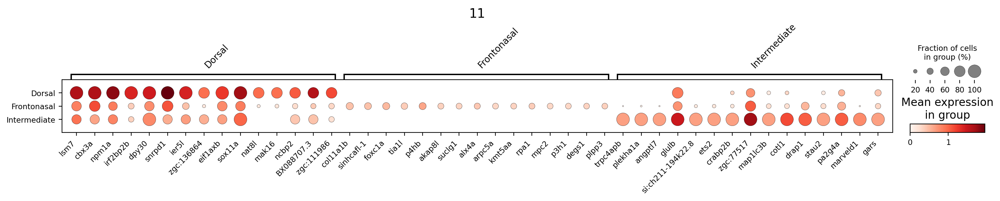 11
Dorsal
Frontonasal
Intermediate
Dorsal
Frontonasal
Intermediate
lsm7
cbx3a
npm1a
irf2bp2b
dpy30
snrpd1
ier5l
zgc:136864
eif1axb
sox11a
nat8l
mak16
ncbp2
BX088707.3
zgc:111986
col11a1b
sinhcafl-1
foxc1a
tia1l
p4hb
akap8l
suclg1
alx4a
arpc5a
kmt5aa
rpa1
mpc2
p3h1
degs1
plpp3
trpc4apb
plekha1a
angptl7
glulb
si:ch211-194k22.8
ets2
crabp2b
zgc:77517
map1lc3b
cotl1
drap1
stau2
pa2g4a
marveld1
gars
Fraction of cells
in group (%)
20 40 60 80 100
Mean expression
in group
0 1